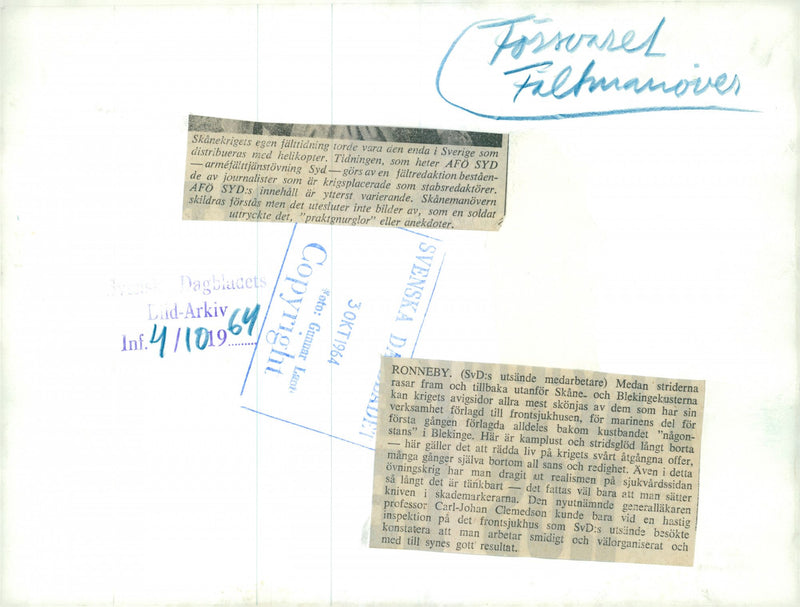 Försvaret
Fältmanöver
Skånekrigets egen fälttidning torde vara den enda i Sverige som
distribueras med helikopter. Tidningen, som heter AFÖ SYD
—arméfälttjänstövning Syd — görs av en fältredaktion beståen-
de av journalister som är krigsplacerade som stabsredaktörer.
AFÖ SYD:s innehåll är ytterst varierande. Skånemanövern
skildras förstås men det utesluter inte bilder av, som en soldat
uttryckte det, "praktgnurglor" eller anekdoter.
Svenska Dagbladets
Bild-Arkiv
Inf. 4/10 1964
SVENSKA DAGBLADET
3 OKT 1964
Foto: Gunnar
Copyright
RONNEBY. (SvD:s utsände medarbetare) Medan striderna
rasar fram och tillbaka utanför Skåne- och Blekingekusterna
kan krigets avigsidor allra mest skönjas av dem som har sin
verksamhet förlagd till frontsjukhusen, för marinens del för
första gången förlagda alldeles bakom kustbandet "någon-
stans" i Blekinge. Här är kamplust och stridsglöd långt borta
— här gäller det att rädda liv på krigets svårt åtgångna offer,
många gånger själva bortom all sans och redighet. Även i detta
övningskrig har man dragit ut realismen på sjukvårdssidan
så långt det är tänkbart — det fattas väl bara att man sätter
kniven i skademarkerarna. Den nyutnämnde generalläkaren
professor Carl-Johan Clemedson kunde bara vid en hastig
inspektion på det frontsjukhus som SvD:s utsände besökte
konstatera att man arbetar smidigt och välorganiserat och
med till synes gott resultat.